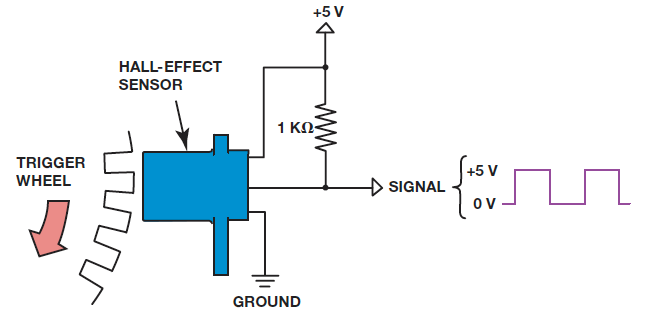 +5 V
HALL-EFFECT
SENSOR
1 KΩ
TRIGGER
WHEEL
SIGNAL
+5 V
0 V
GROUND